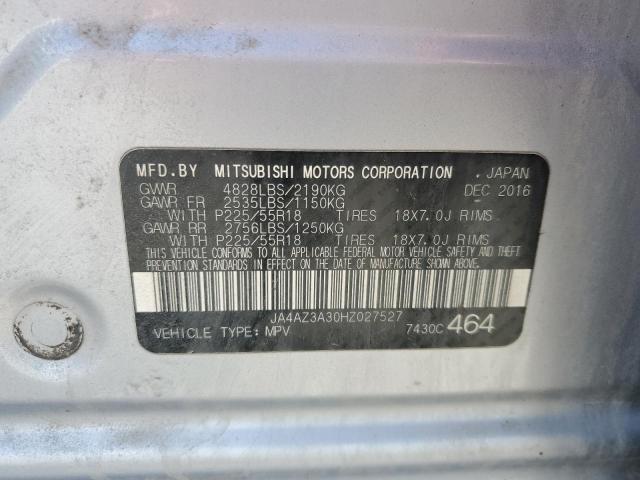 MFD.BY MITSUBISHI MOTORS CORPORATION . JAPAN
GVWR 4828LBS/2190KG DEC 2016
GAWR FR 2535LBS/1150KG
WITH P225/55R18 TIRES 18X7.0J RIMS
GAWR RR 2756LBS/1250KG
WITH P225/55R18 TIRES 18X7.0J RIMS
THIS VEHICLE CONFORMS TO ALL APPLICABLE FEDERAL MOTOR VEHICLE SAFETY AND THEFT
PREVENTION STANDARDS IN EFFECT ON THE DATE OF MANUFACTURE SHOWN ABOVE.
JA4AZ3A30HZ027527
VEHICLE TYPE: MPV 7430C 464